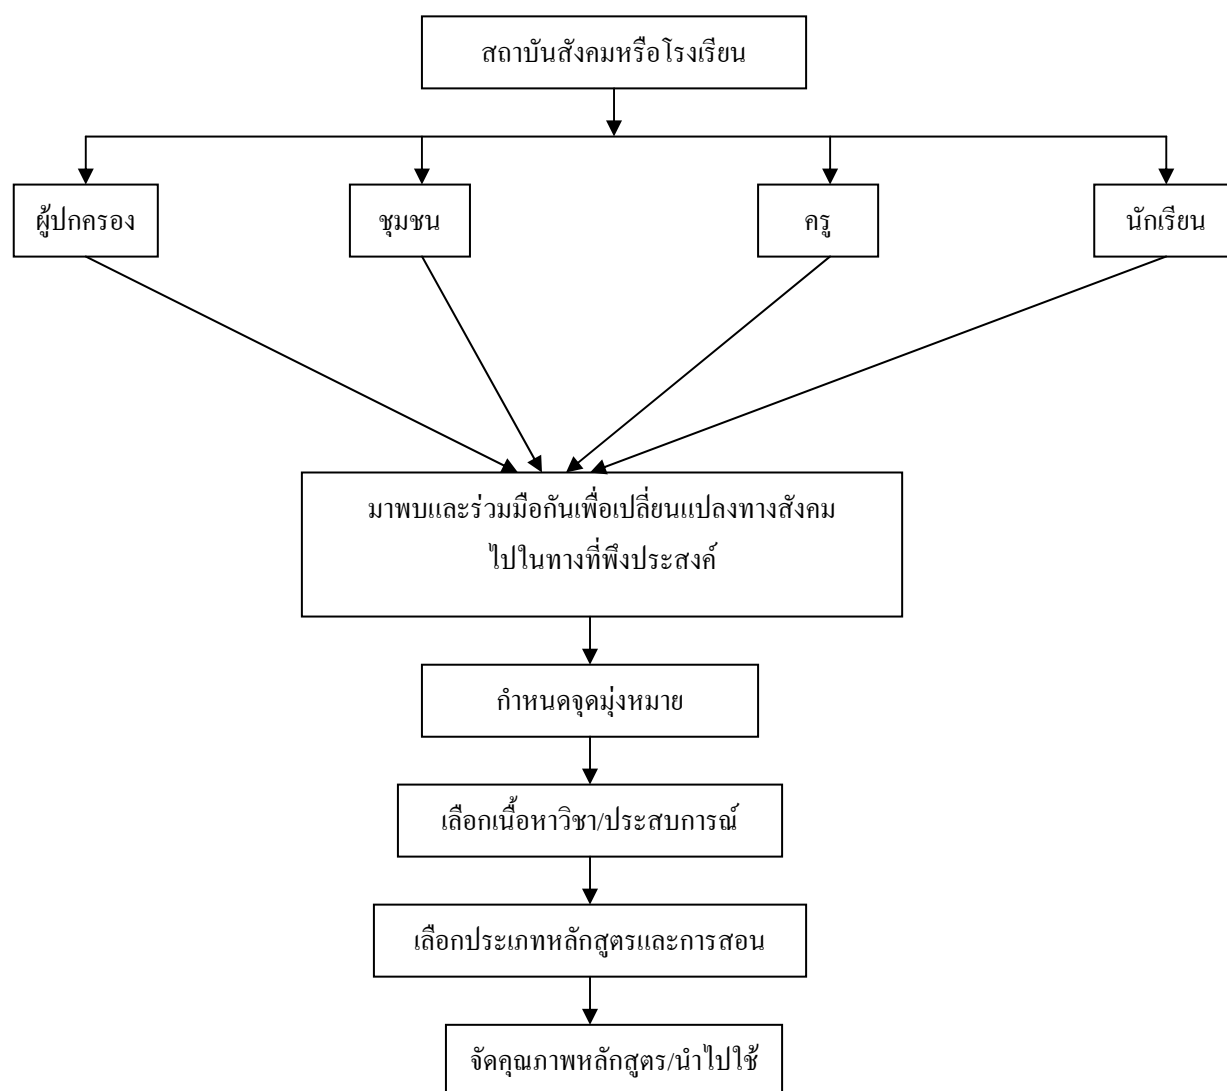 สถาบันสังคมหรือโรงเรียน
ผู้ปกครอง
ชุมชน
ครู
นักเรียน
มาพบและร่วมมือกันเพื่อเปลี่ยนแปลงทางสังคม
ไปในทางที่พึงประสงค์
กำหนดจุดมุ่งหมาย
เลือกเนื้อหาวิชา/ประสบการณ์
เลือกประเภทหลักสูตรและการสอน
จัดคุณภาพหลักสูตร/นำไปใช้